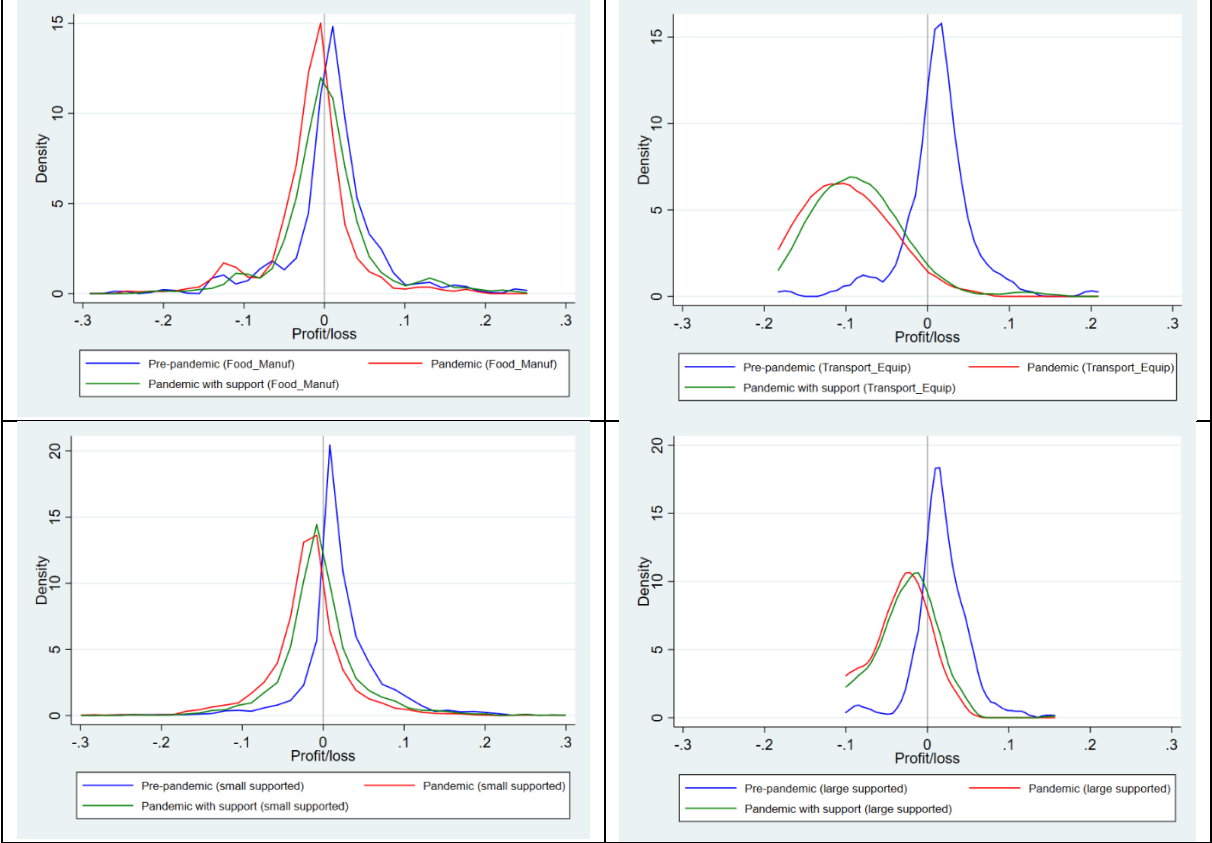 15
10
5
0
Density
-.3 -.2 -.1 0 .1 .2 .3
Profit/loss
Pre-pandemic (Food_Manuf) Pandemic (Food_Manuf)
Pandemic with support (Food_Manuf)
15
10
5
0
Density
-.3 -.2 -.1 0 .1 .2 .3
Profit/loss
Pre-pandemic (Transport_Equip) Pandemic (Transport_Equip)
Pandemic with support (Transport_Equip)
20
15
10
5
0
Density
-.3 -.2 -.1 0 .1 .2 .3
Profit/loss
Pre-pandemic (small supported) Pandemic (small supported)
Pandemic with support (small supported)
20
15
10
5
0
Density
-.3 -.2 -.1 0 .1 .2 .3
Profit/loss
Pre-pandemic (large supported) Pandemic (large supported)
Pandemic with support (large supported)